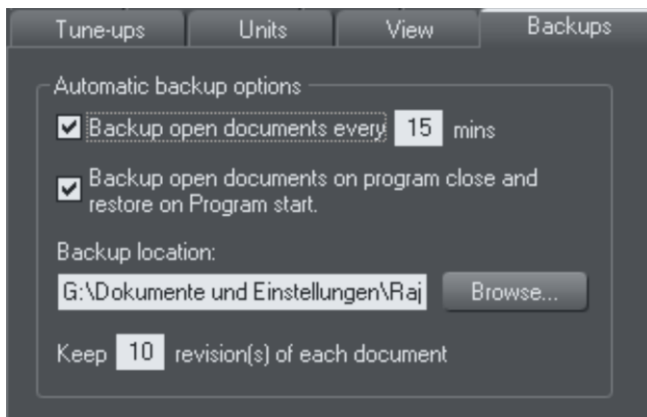 Tune-ups Units View Backups
Automatic backup options
Backup open documents every 15 mins
Backup open documents on program close and
restore on Program start.
Backup location:
G:\Dokumente und Einstellungen\Raj Browse...
Keep 10 revision(s) of each document